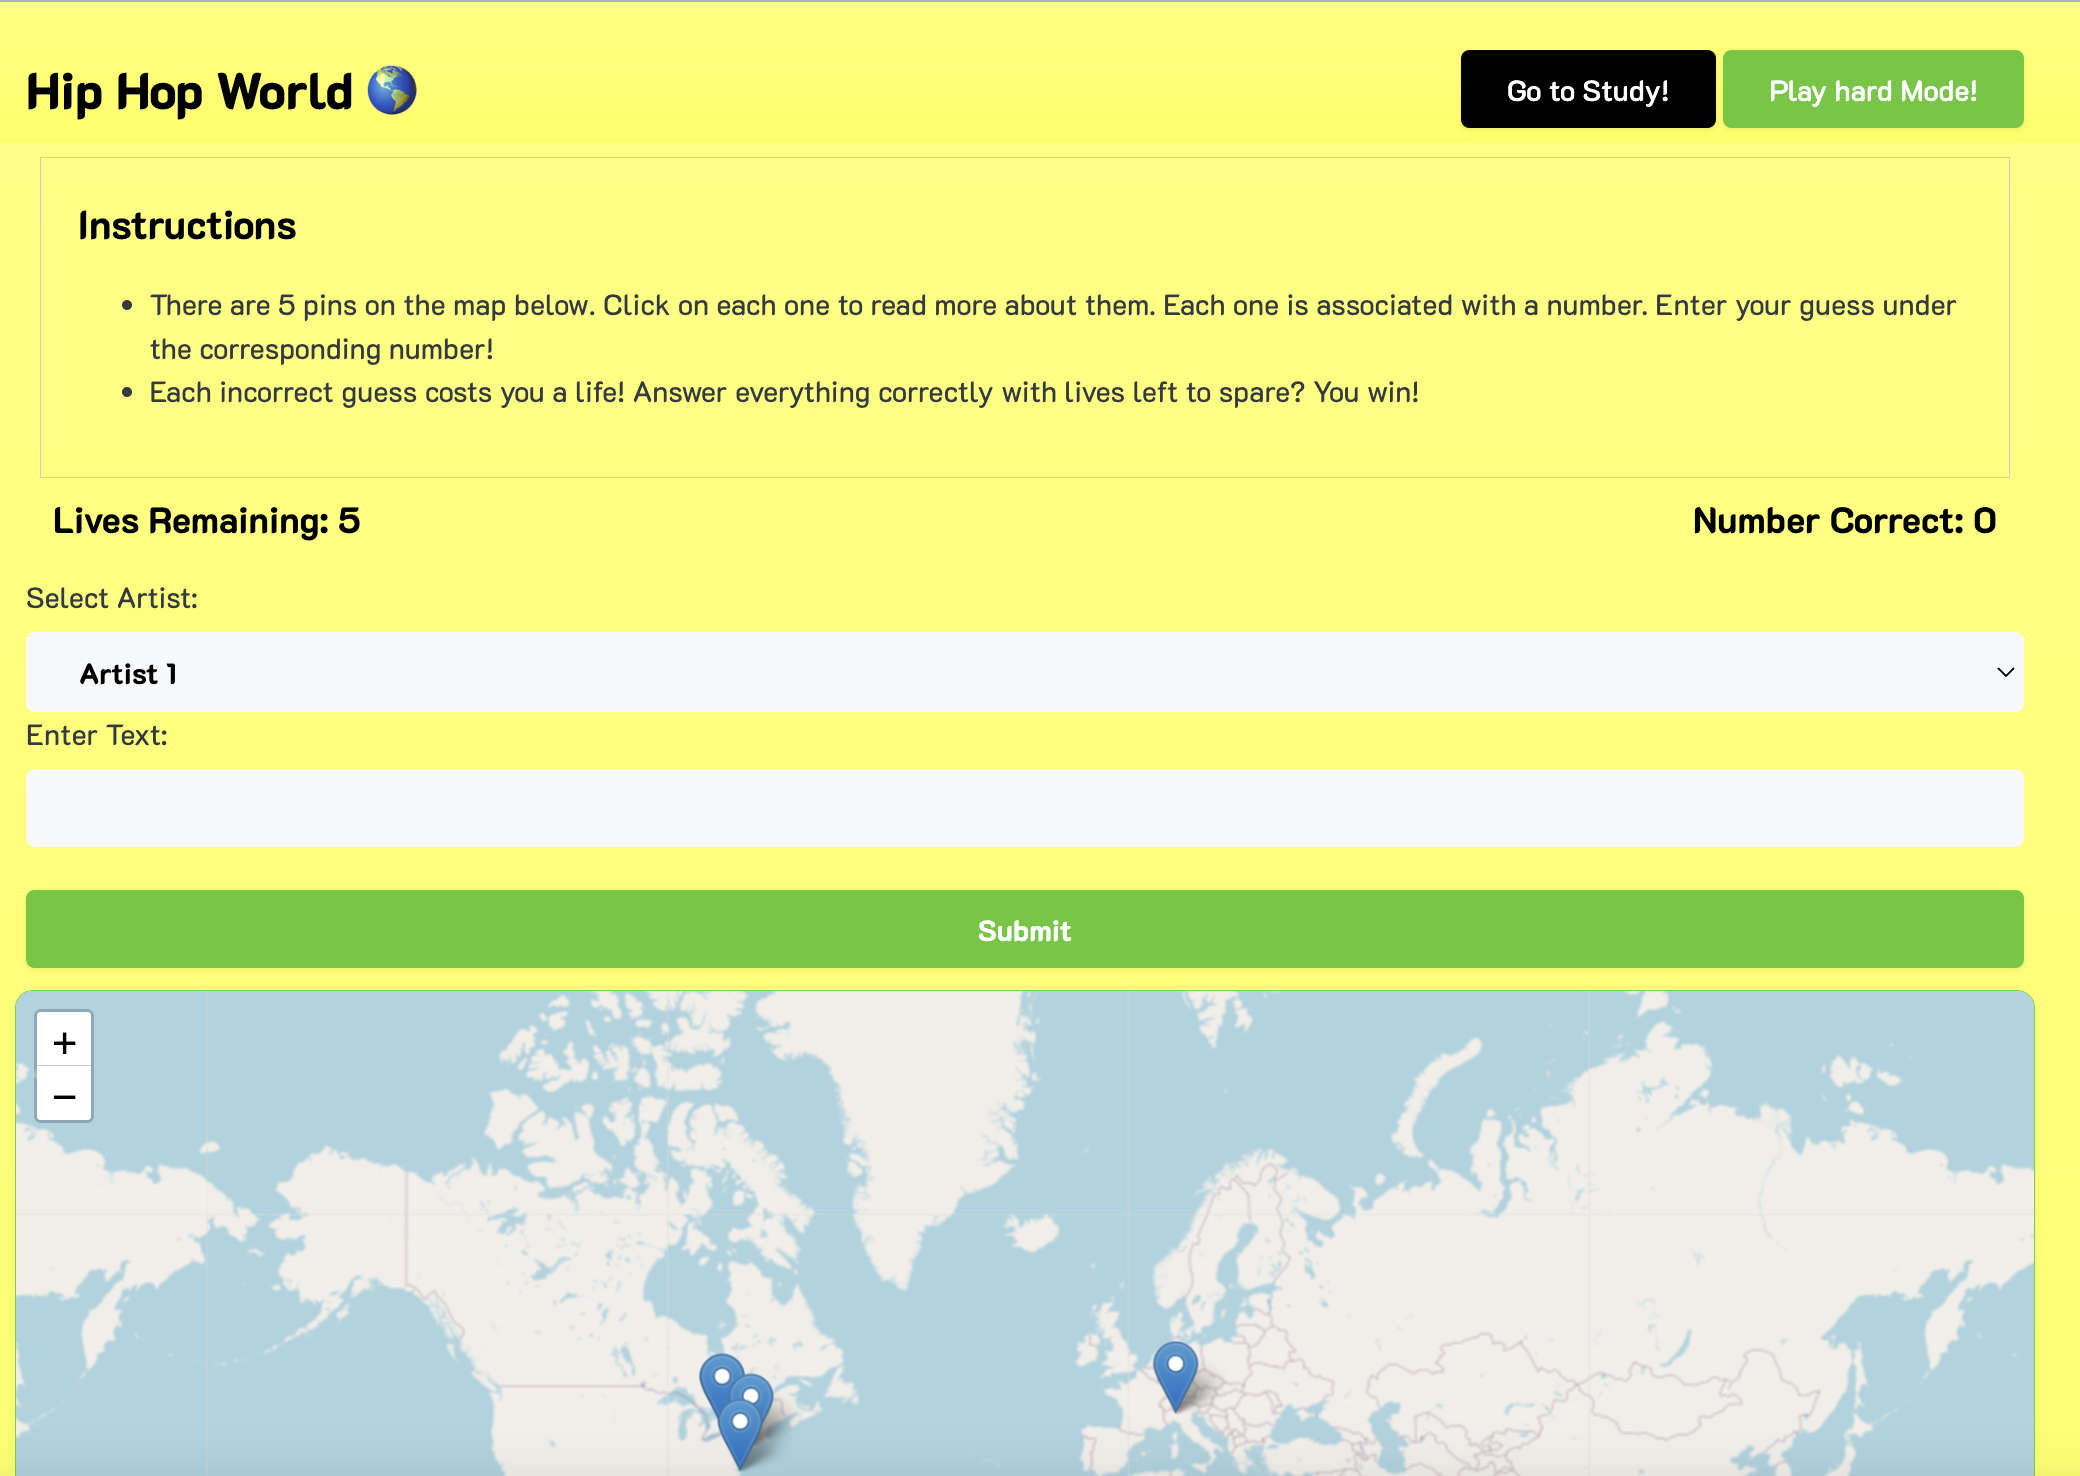 Hip Hop World
Go to Study!
Play hard Mode!
Instructions
There are 5 pins on the map below. Click on each one to read more about them. Each one is associated with a number. Enter your guess under
the corresponding number!
Each incorrect guess costs you a life! Answer everything correctly with lives left to spare? You win!
Lives Remaining: 5
Number Correct: 0
Select Artist:
Artist 1
Enter Text:
Submit
+
−